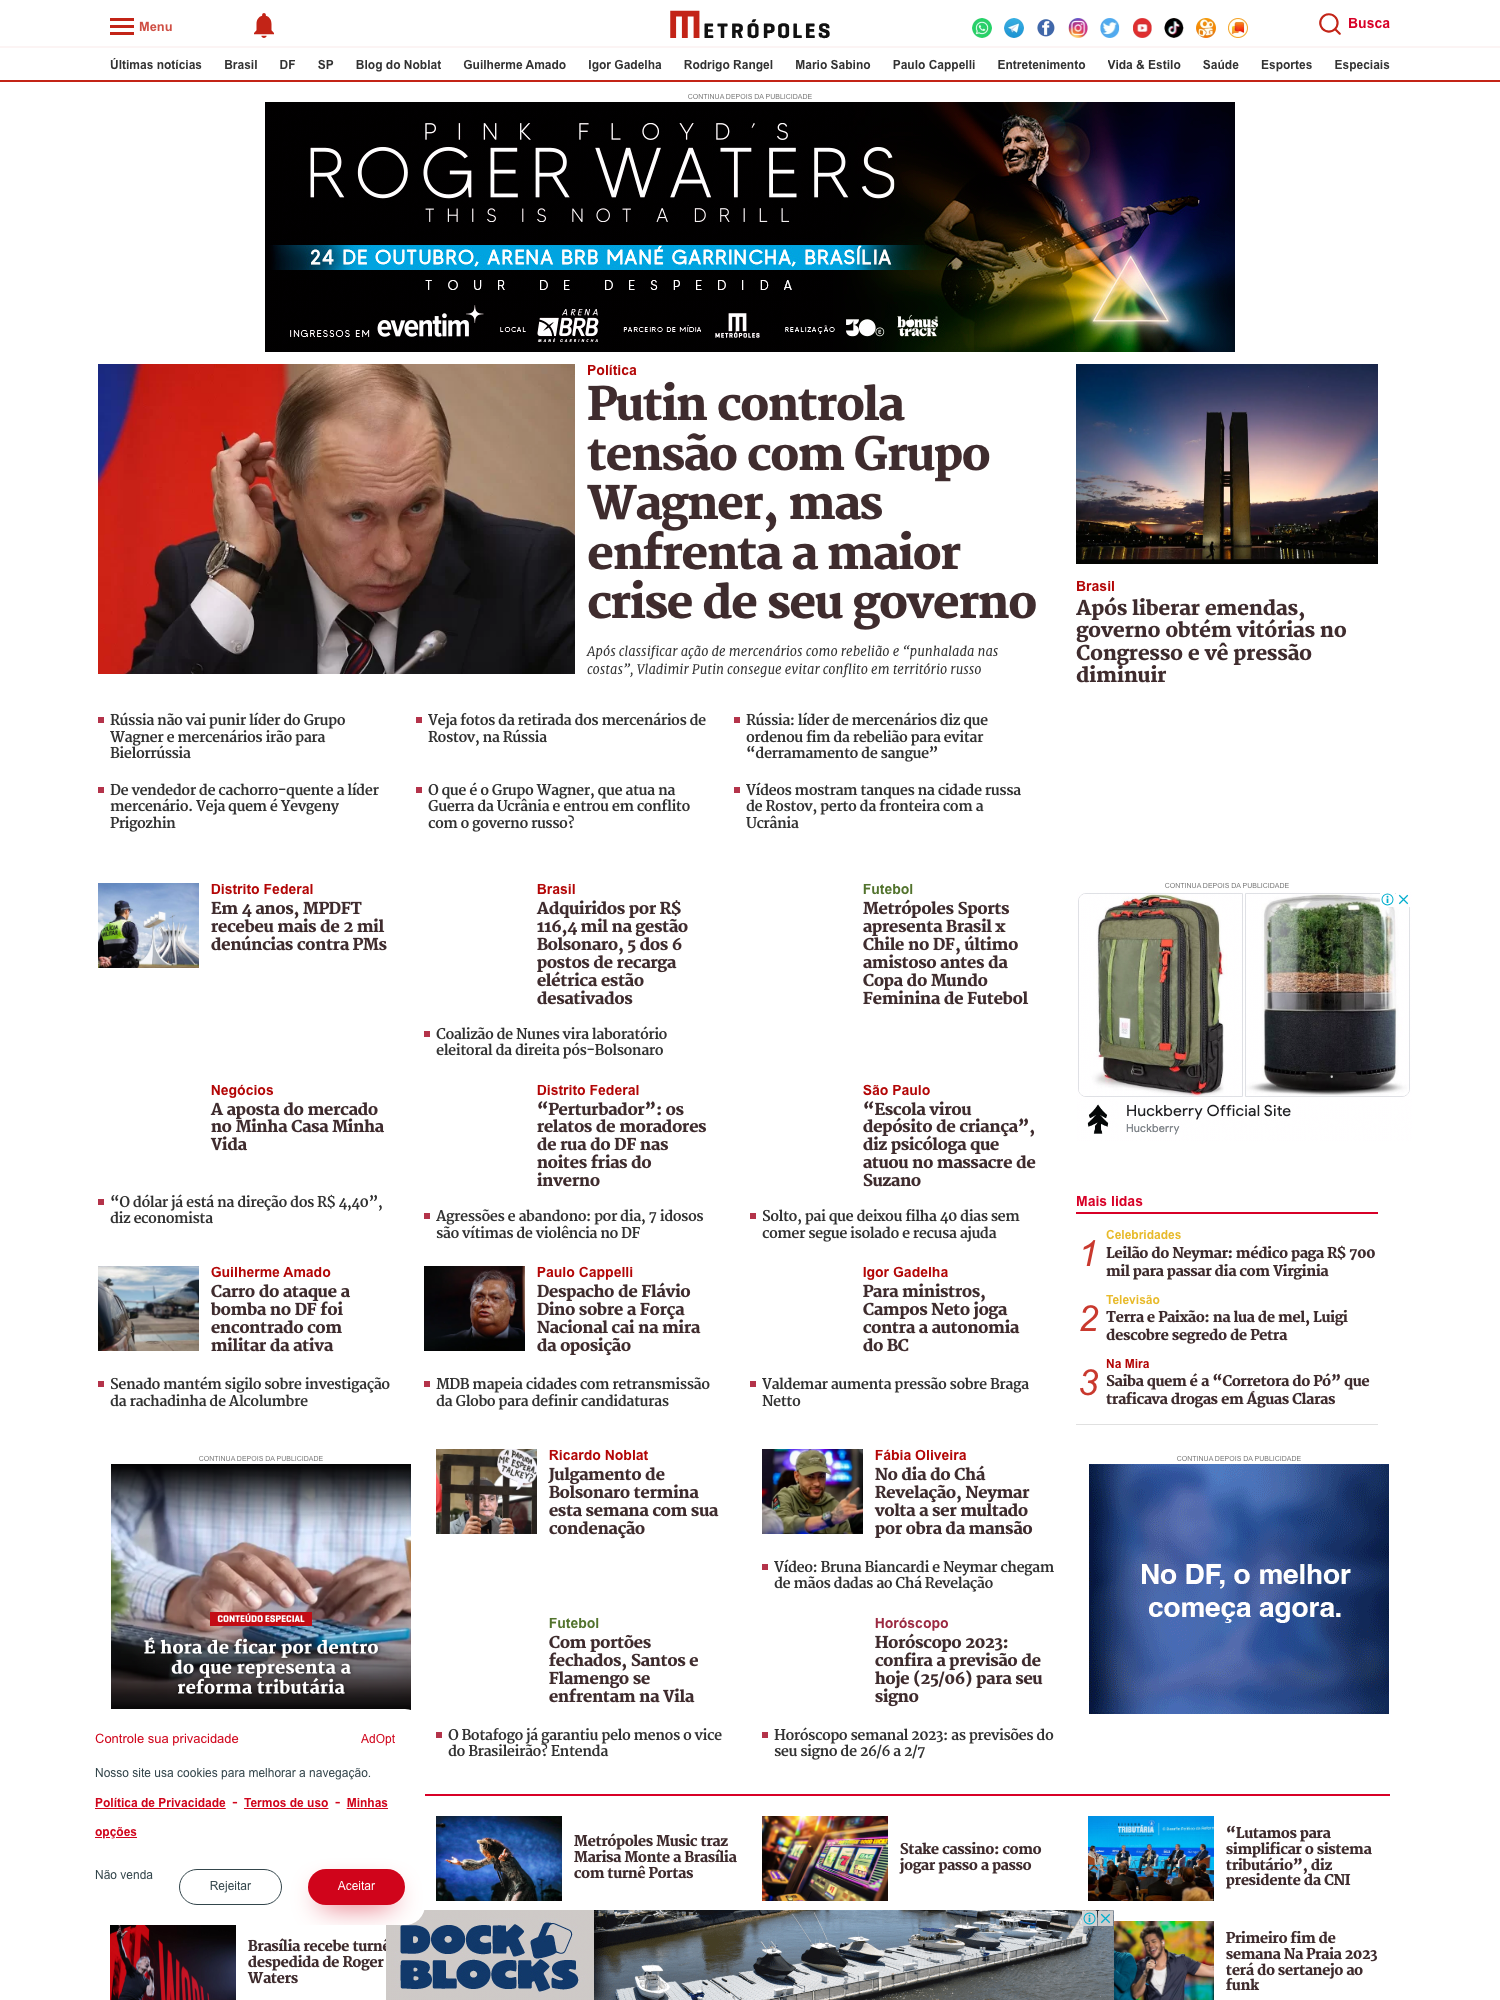 Menu
METRÓPOLES
Busca
Últimas notícias Brasil DF SP Blog do Noblat Guilherme Amado Igor Gadelha Rodrigo Rangel Mario Sabino Paulo Cappelli Entretenimento Vida & Estilo Saúde Esportes Especiais
CONTINUA DEPOIS DA PUBLICIDADE
PINK FLOYD'S
ROGER WATERS
THIS IS NOT A DRILL
24 DE OUTUBRO, ARENA BRB MANÉ GARRINCHA, BRASÍLIA
TOUR DE DESPEDIDA
INGRESSOS EM eventim LOCAL ARENA BRB MANÉ GARRINCHA PARCEIRO DE MÍDIA METRÓPOLES REALIZAÇÃO 30e bónus track
Política
Putin controla
tensão com Grupo
Wagner, mas
enfrenta a maior
crise de seu governo
Após classificar ação de mercenários como rebelião e “punhalada nas
costas”, Vladimir Putin consegue evitar conflito em território russo
Brasil
Após liberar emendas,
governo obtém vitórias no
Congresso e vê pressão
diminuir
Rússia não vai punir líder do Grupo
Wagner e mercenários irão para
Bielorrússia
Veja fotos da retirada dos mercenários de
Rostov, na Rússia
Rússia: líder de mercenários diz que
ordenou fim da rebelião para evitar
“derramamento de sangue”
De vendedor de cachorro-quente a líder
mercenário. Veja quem é Yevgeny
Prigozhin
O que é o Grupo Wagner, que atua na
Guerra da Ucrânia e entrou em conflito
com o governo russo?
Vídeos mostram tanques na cidade russa
de Rostov, perto da fronteira com a
Ucrânia
Distrito Federal
Em 4 anos, MPDFT
recebeu mais de 2 mil
denúncias contra PMs
Brasil
Adquiridos por R$
116,4 mil na gestão
Bolsonaro, 5 dos 6
postos de recarga
elétrica estão
desativados
Coalizão de Nunes vira laboratório
eleitoral da direita pós-Bolsonaro
Futebol
Metrópoles Sports
apresenta Brasil x
Chile no DF, último
amistoso antes da
Copa do Mundo
Feminina de Futebol
CONTINUA DEPOIS DA PUBLICIDADE
Huckberry Official Site
Huckberry
Negócios
A aposta do mercado
no Minha Casa Minha
Vida
“O dólar já está na direção dos R$ 4,40”,
diz economista
Distrito Federal
“Perturbador”: os
relatos de moradores
de rua do DF nas
noites frias do
inverno
Agressões e abandono: por dia, 7 idosos
são vítimas de violência no DF
São Paulo
“Escola virou
depósito de criança”,
diz psicóloga que
atuou no massacre de
Suzano
Solto, pai que deixou filha 40 dias sem
comer segue isolado e recusa ajuda
Mais lidas
1
Celebridades
Leilão do Neymar: médico paga R$ 700
mil para passar dia com Virginia
2
Televisão
Terra e Paixão: na lua de mel, Luigi
descobre segredo de Petra
3
Na Mira
Saiba quem é a “Corretora do Pó” que
traficava drogas em Águas Claras
Guilherme Amado
Carro do ataque a
bomba no DF foi
encontrado com
militar da ativa
Senado mantém sigilo sobre investigação
da rachadinha de Alcolumbre
Paulo Cappelli
Despacho de Flávio
Dino sobre a Força
Nacional cai na mira
da oposição
MDB mapeia cidades com retransmissão
da Globo para definir candidaturas
Igor Gadelha
Para ministros,
Campos Neto joga
contra a autonomia
do BC
Valdemar aumenta pressão sobre Braga
Netto
CONTINUA DEPOIS DA PUBLICIDADE
CONTEÚDO ESPECIAL
É hora de ficar por dentro
do que representa a
reforma tributária
A PAPUDA
ME ESPERA,
TALKEY?
Ricardo Noblat
Julgamento de
Bolsonaro termina
esta semana com sua
condenação
Fábia Oliveira
No dia do Chá
Revelação, Neymar
volta a ser multado
por obra da mansão
Vídeo: Bruna Biancardi e Neymar chegam
de mãos dadas ao Chá Revelação
CONTINUA DEPOIS DA PUBLICIDADE
No DF, o melhor
começa agora.
Futebol
Com portões
fechados, Santos e
Flamengo se
enfrentam na Vila
O Botafogo já garantiu pelo menos o vice
do Brasileirão? Entenda
Horóscopo
Horóscopo 2023:
confira a previsão de
hoje (25/06) para seu
signo
Horóscopo semanal 2023: as previsões do
seu signo de 26/6 a 2/7
Controle sua privacidade AdOpt
Nosso site usa cookies para melhorar a navegação.
Política de Privacidade - Termos de uso - Minhas
opções
Não venda Rejeitar Aceitar
Metrópoles Music traz
Marisa Monte a Brasília
com turnê Portas
Stake cassino: como
jogar passo a passo
TRIBUTÁRIA
“Lutamos para
simplificar o sistema
tributário”, diz
presidente da CNI
Brasília recebe turnê
despedida de Roger
Waters
DOCK
BLOCKS
Primeiro fim de
semana Na Praia 2023
terá do sertanejo ao
funk